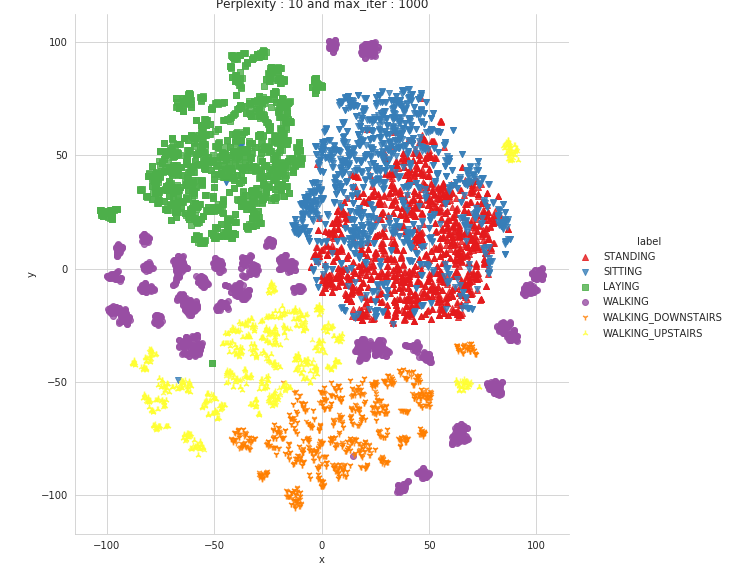 Perplexity : 10 and max_iter : 1000
100
50
0
−50
−100
y
−100
−50
0
50
100
x
label
STANDING
SITTING
LAYING
WALKING
WALKING_DOWNSTAIRS
WALKING_UPSTAIRS